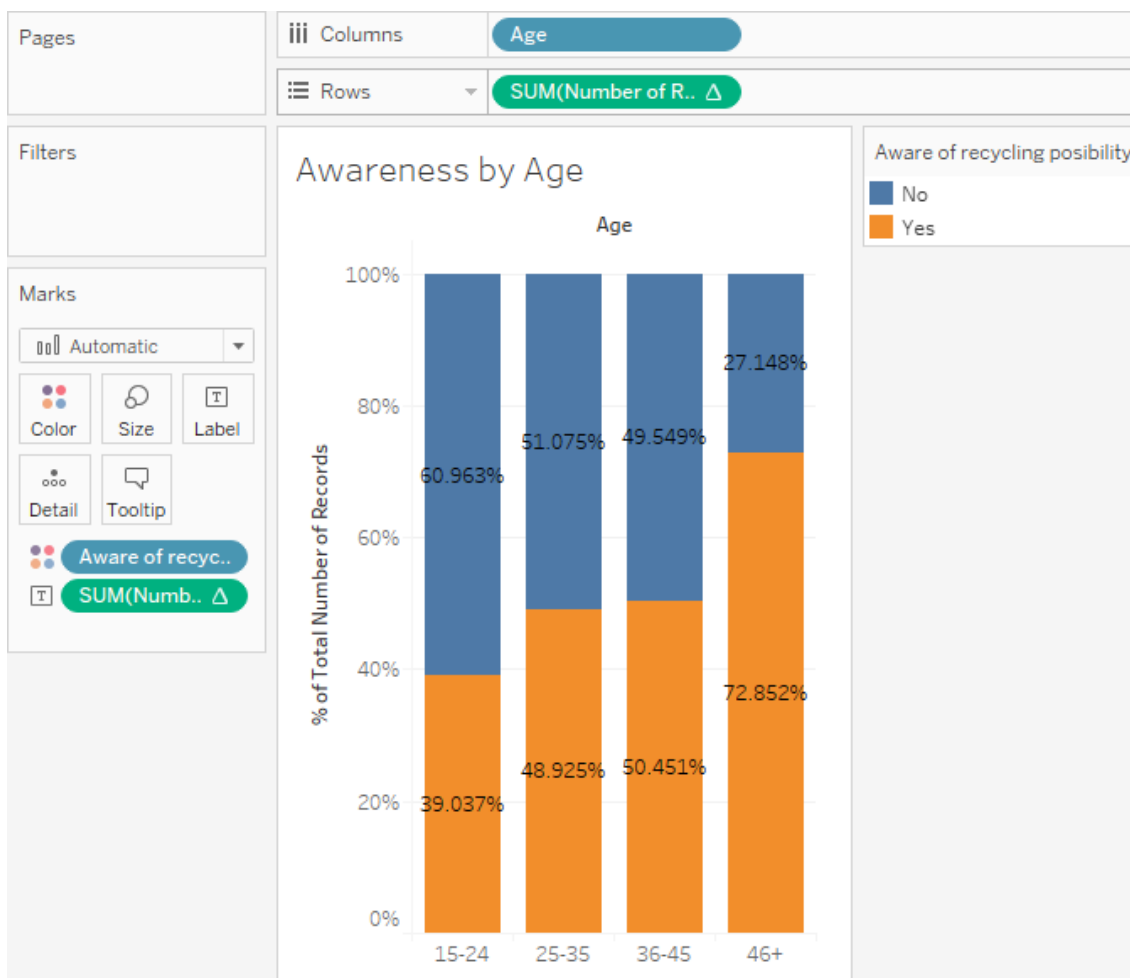 Pages
Columns
Age
Rows
SUM(Number of R.. Δ
Filters
Marks
Automatic
Color
Size
Label
Detail
Tooltip
Aware of recyc..
SUM(Numb.. Δ
Awareness by Age
Age
% of Total Number of Records
100%
80%
60%
40%
20%
0%
60.963%
51.075%
49.549%
27.148%
39.037%
48.925%
50.451%
72.852%
15-24
25-35
36-45
46+
Aware of recycling posibility
No
Yes